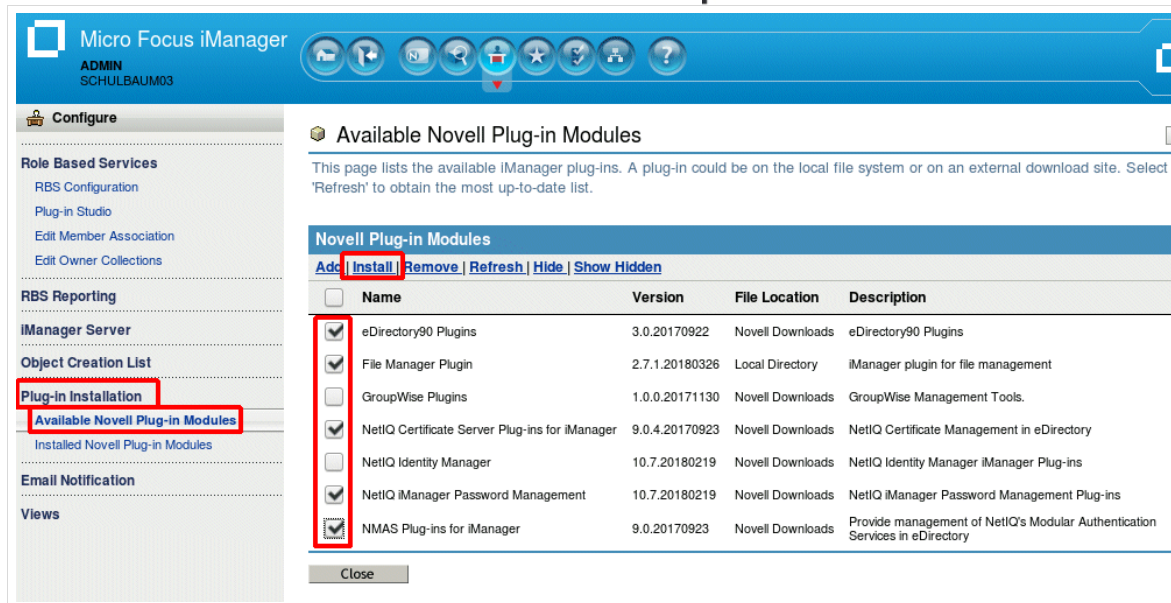 Micro Focus iManager
ADMIN
SCHULBAUM03
N
?
Configure
Role Based Services
RBS Configuration
Plug-in Studio
Edit Member Association
Edit Owner Collections
RBS Reporting
iManager Server
Object Creation List
Plug-in Installation
Available Novell Plug-in Modules
Installed Novell Plug-in Modules
Email Notification
Views
Available Novell Plug-in Modules
This page lists the available iManager plug-ins. A plug-in could be on the local file system or on an external download site. Select
'Refresh' to obtain the most up-to-date list.
Novell Plug-in Modules
Add | Install | Remove | Refresh | Hide | Show Hidden
Name Version File Location Description
eDirectory90 Plugins 3.0.20170922 Novell Downloads eDirectory90 Plugins
File Manager Plugin 2.7.1.20180326 Local Directory iManager plugin for file management
GroupWise Plugins 1.0.0.20171130 Novell Downloads GroupWise Management Tools.
NetIQ Certificate Server Plug-ins for iManager 9.0.4.20170923 Novell Downloads NetIQ Certificate Management in eDirectory
NetIQ Identity Manager 10.7.20180219 Novell Downloads NetIQ Identity Manager iManager Plug-ins
NetIQ iManager Password Management 10.7.20180219 Novell Downloads NetIQ iManager Password Management Plug-ins
NMAS Plug-ins for iManager 9.0.20170923 Novell Downloads Provide management of NetIQ's Modular Authentication
Services in eDirectory
Close